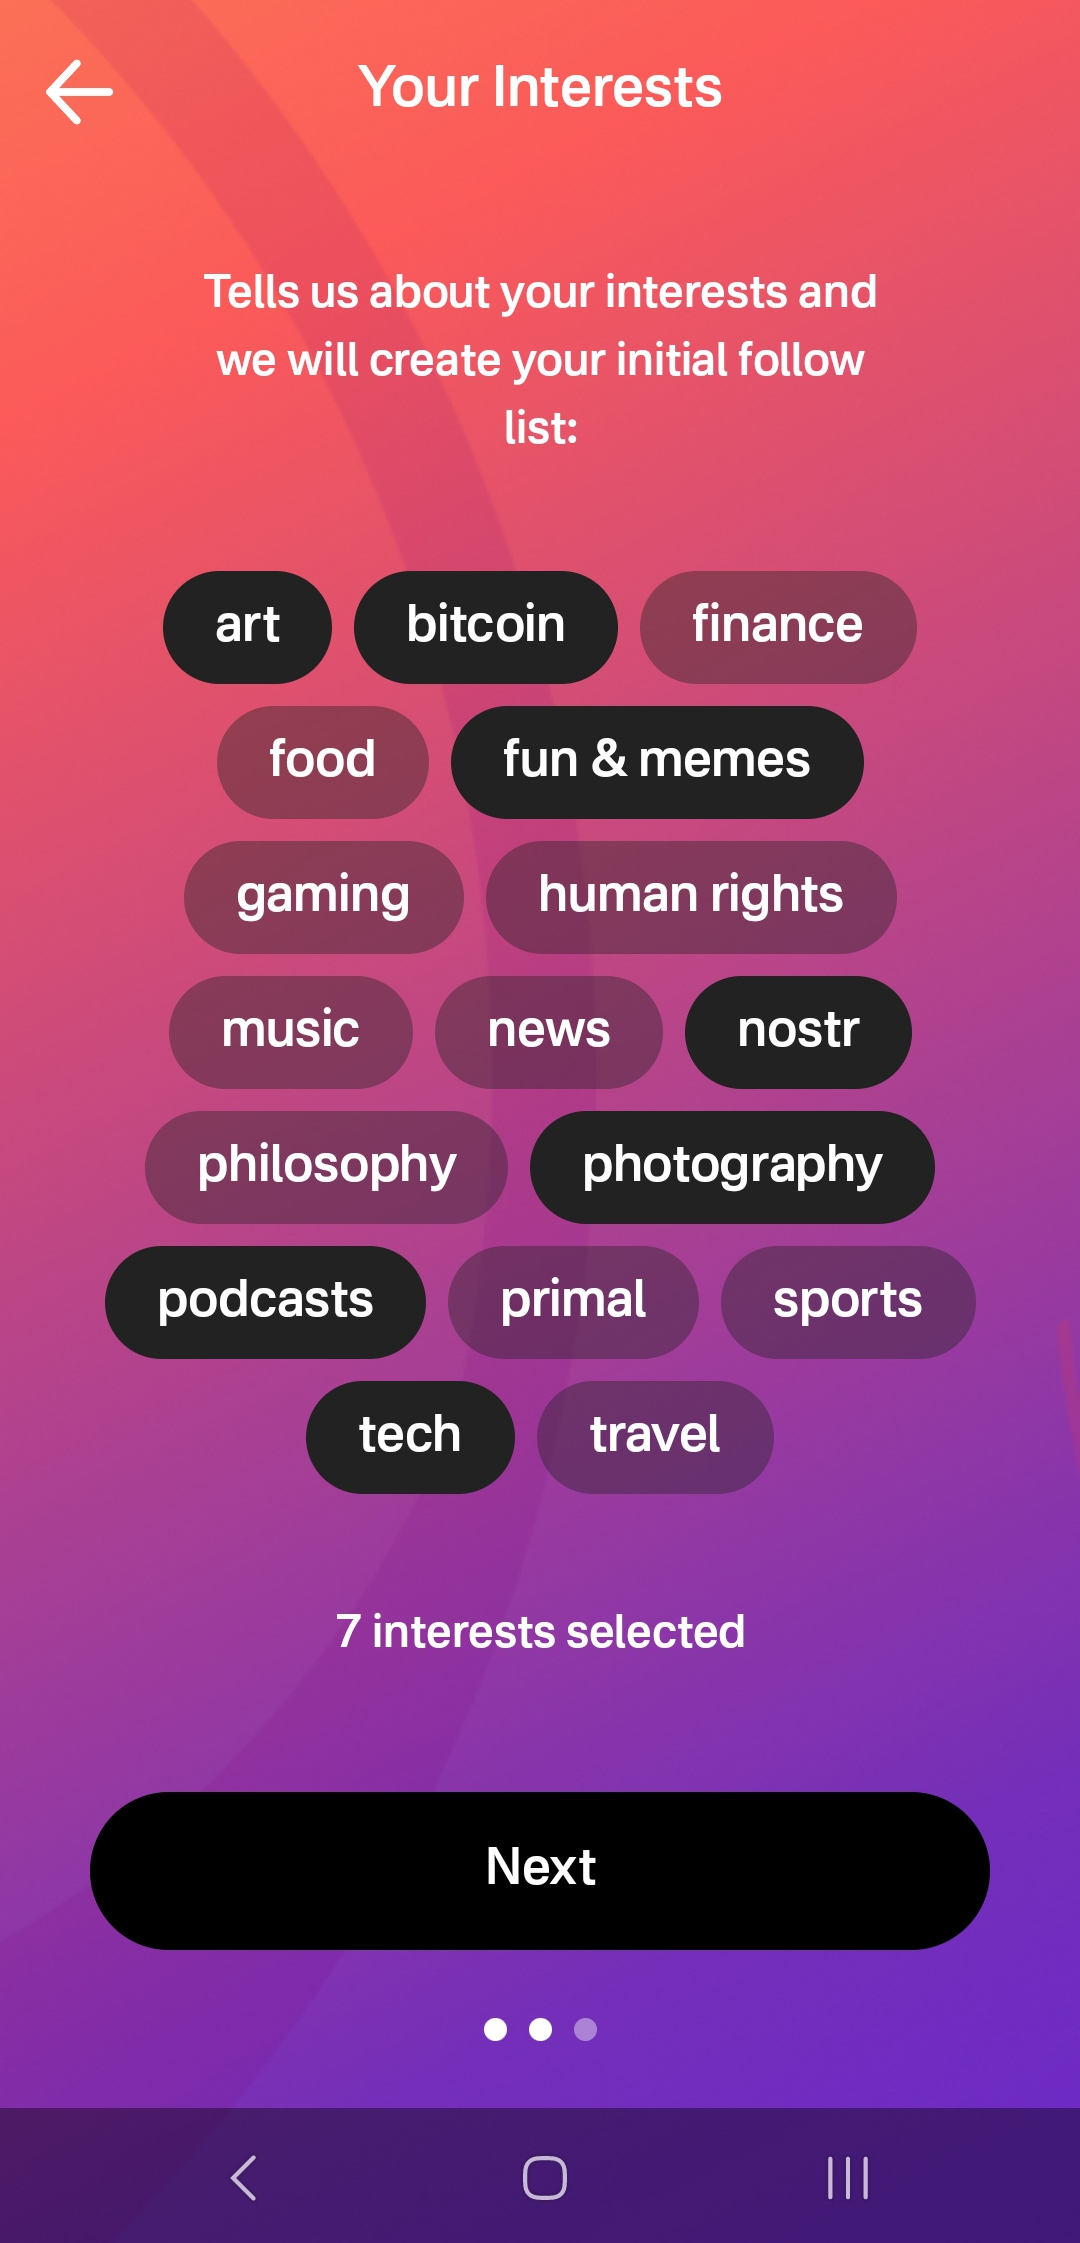 Your Interests
Tells us about your interests and
we will create your initial follow
list:
art bitcoin finance
food fun & memes
gaming human rights
music news nostr
philosophy photography
podcasts primal sports
tech travel
7 interests selected
Next